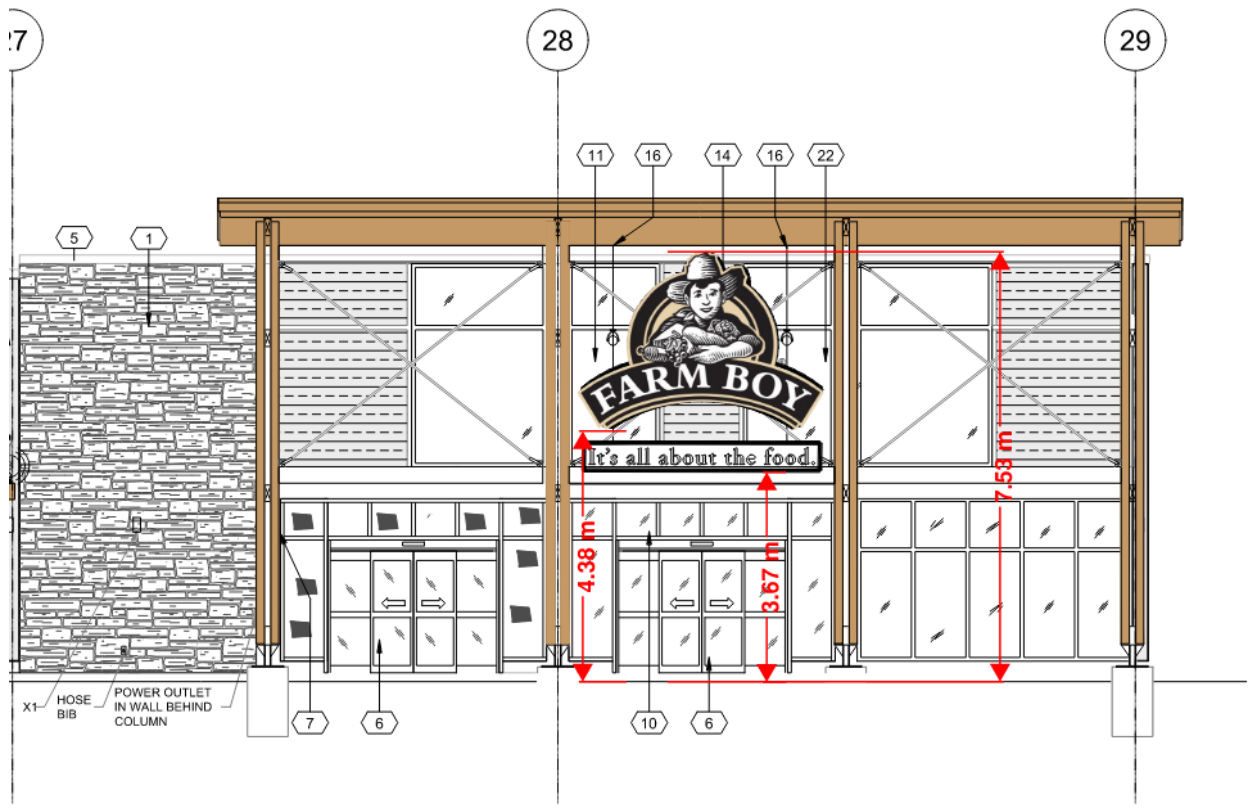 27
28
29
11
16
14
16
22
5
1
FARM BOY
It's all about the food.
4.38 m
3.67 m
7.53 m
X1
HOSE
BIB
POWER OUTLET
IN WALL BEHIND
COLUMN
7
6
10
6